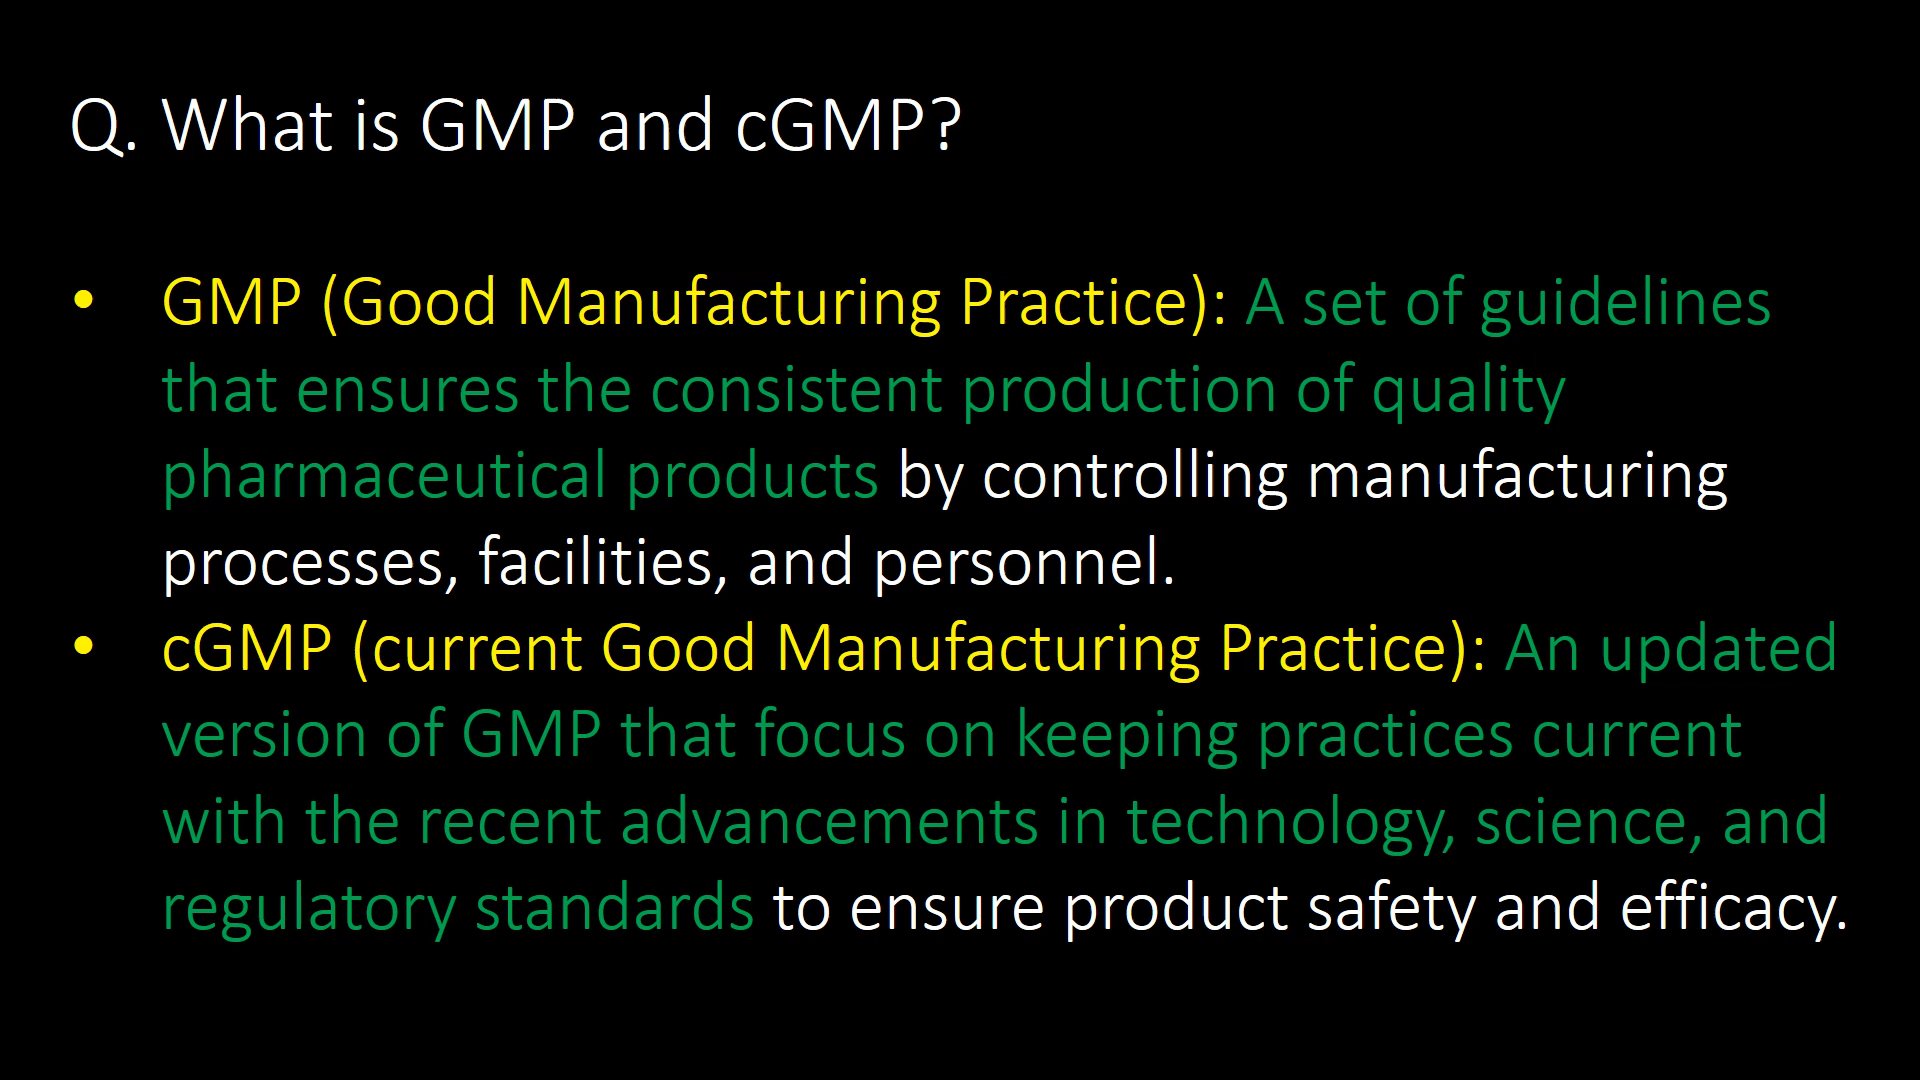 Q. What is GMP and cGMP?
• GMP (Good Manufacturing Practice): A set of guidelines
that ensures the consistent production of quality
pharmaceutical products by controlling manufacturing
processes, facilities, and personnel.
• cGMP (current Good Manufacturing Practice): An updated
version of GMP that focus on keeping practices current
with the recent advancements in technology, science, and
regulatory standards to ensure product safety and efficacy.